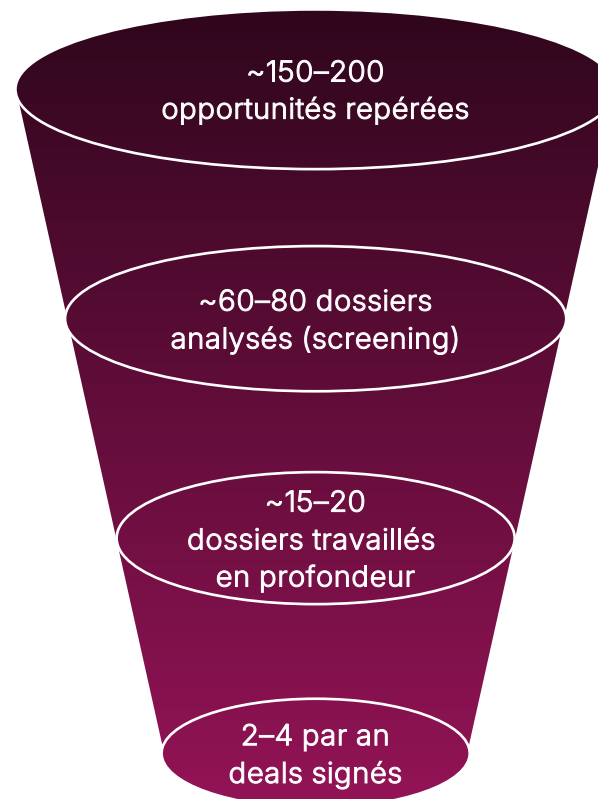 ~150–200
opportunités repérées
~60–80 dossiers
analysés (screening)
~15–20
dossiers travaillés
en profondeur
2–4 par an
deals signés